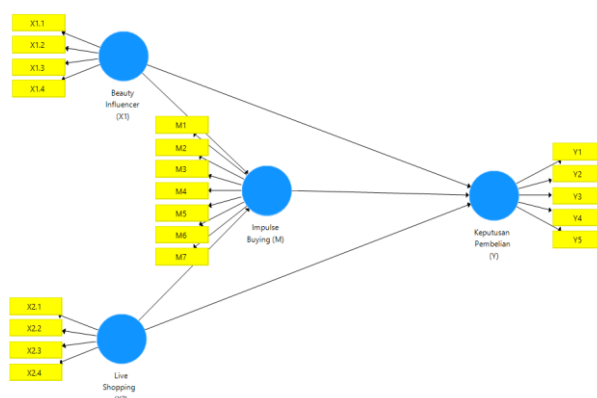 X1.1
X1.2
X1.3
X1.4
Beauty
Influencer
(X1)
M1
M2
M3
M4
M5
M6
M7
Impulse
Buying (M)
Y1
Y2
Y3
Y4
Y5
Keputusan
Pembelian
(Y)
X2.1
X2.2
X2.3
X2.4
Live
Shopping